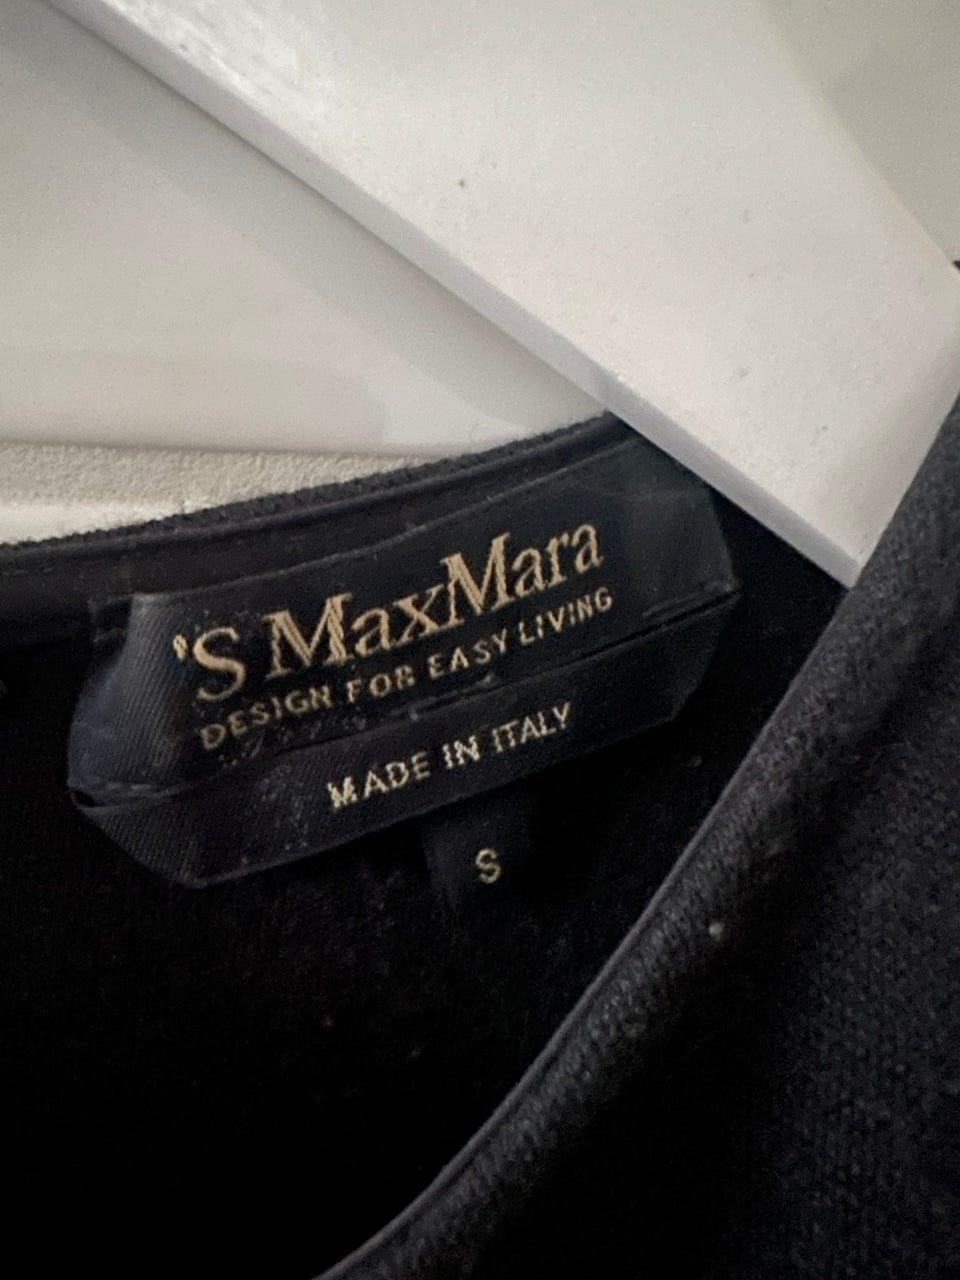 'S MaxMara
DESIGN FOR EASY LIVING
MADE IN ITALY
S